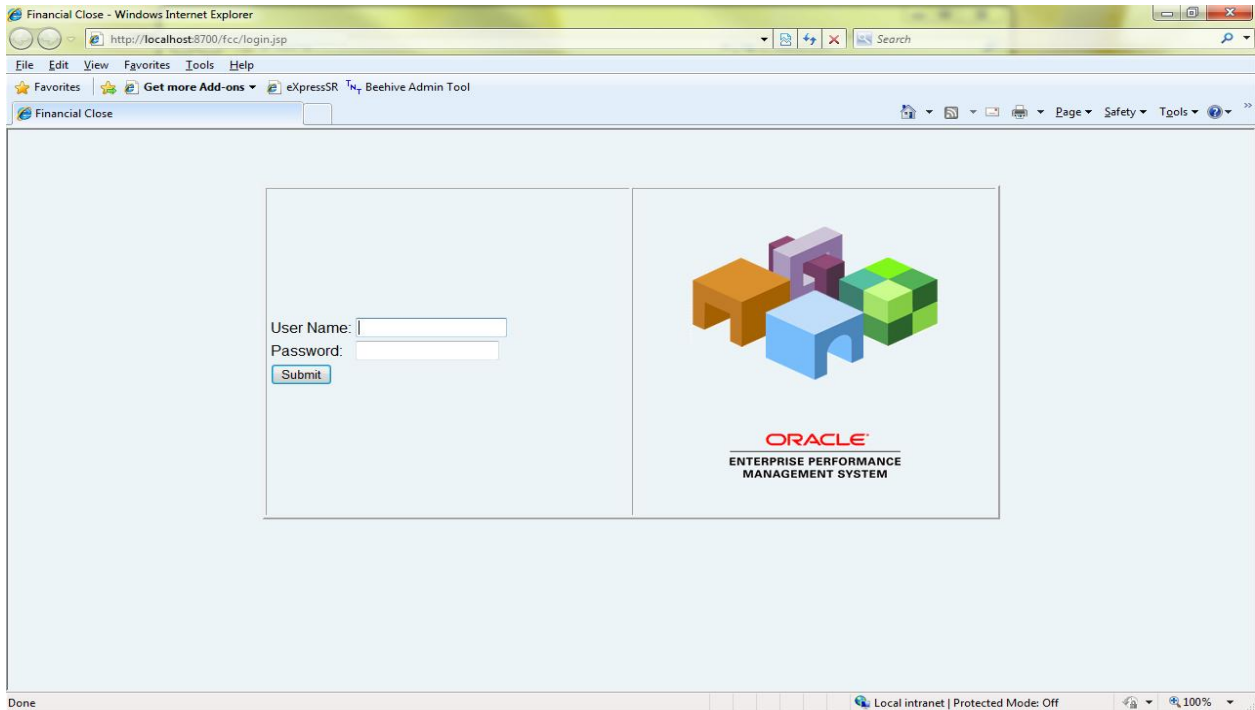 Financial Close - Windows Internet Explorer
http://localhost:8700/fcc/login.jsp
Search
File Edit View Favorites Tools Help
Favorites Get more Add-ons eXpressSR TNT Beehive Admin Tool
Financial Close
Page Safety Tools
User Name:
Password:
Submit
ORACLE
ENTERPRISE PERFORMANCE
MANAGEMENT SYSTEM
Done
Local intranet | Protected Mode: Off
100%